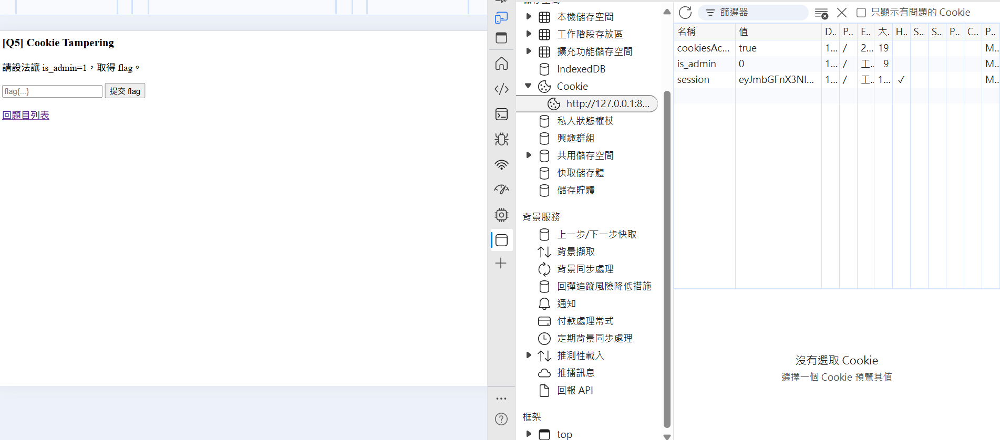 [Q5] Cookie Tampering
請設法讓 is_admin=1，取得 flag。
flag{...}
提交 flag
回題目列表
本機儲存空間
工作階段存放區
擴充功能儲存空間
IndexedDB
Cookie
http://127.0.0.1:8...
私人狀態權杖
興趣群組
共用儲存空間
快取儲存體
儲存貯體
背景服務
上一步/下一步快取
背景擷取
背景同步處理
回彈追蹤風險降低措施
通知
付款處理常式
定期背景同步處理
推測性載入
推播訊息
回報 API
框架
top
篩選器
只顯示有問題的 Cookie
名稱 值 D.. P.. E.. 大. H.. S... S... P... C... P...
cookiesAc... true 1... / 2... 19 M...
is_admin 0 1... / 工.. 9 M...
session eyJmbGFnX3NI... 1... / 工.. 1... ✓ M...
沒有選取 Cookie
選擇一個 Cookie 預覽其值